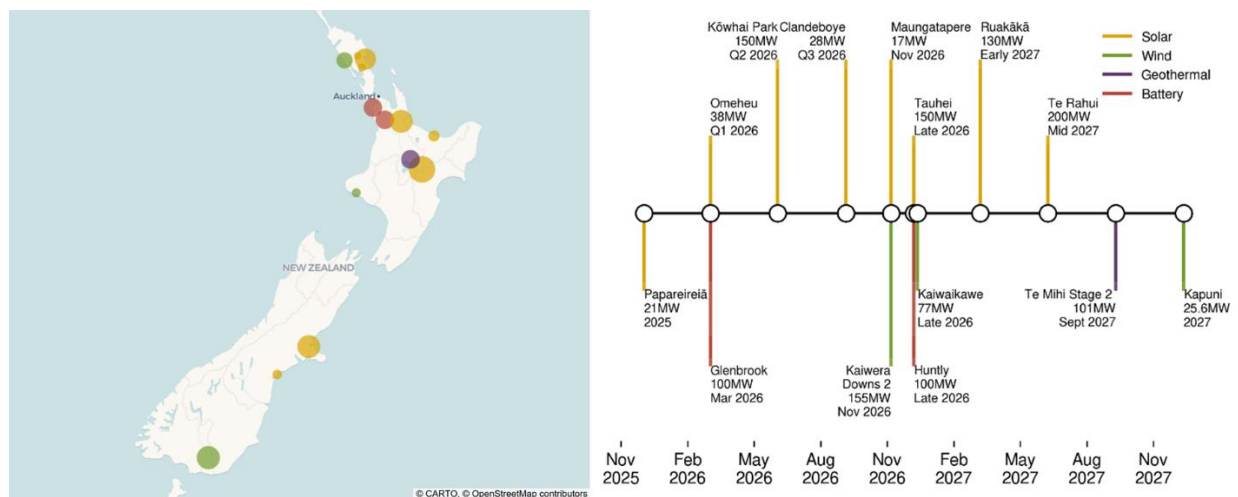 Auckland
NEW ZEALAND
© CARTO, © OpenStreetMap contributors
Kōwhai Park
150MW
Q2 2026
Clandeboye
28MW
Q3 2026
Maungatapere
17MW
Nov 2026
Ruakākā
130MW
Early 2027
Solar
Wind
Geothermal
Battery
Omeheu
38MW
Q1 2026
Tauhei
150MW
Late 2026
Te Rahui
200MW
Mid 2027
Papareireiā
21MW
2025
Kaiwaikawe
77MW
Late 2026
Te Mihi Stage 2
101MW
Sept 2027
Kapuni
25.6MW
2027
Glenbrook
100MW
Mar 2026
Kaiwera
Downs 2
155MW
Nov 2026
Huntly
100MW
Late 2026
Nov
2025
Feb
2026
May
2026
Aug
2026
Nov
2026
Feb
2027
May
2027
Aug
2027
Nov
2027